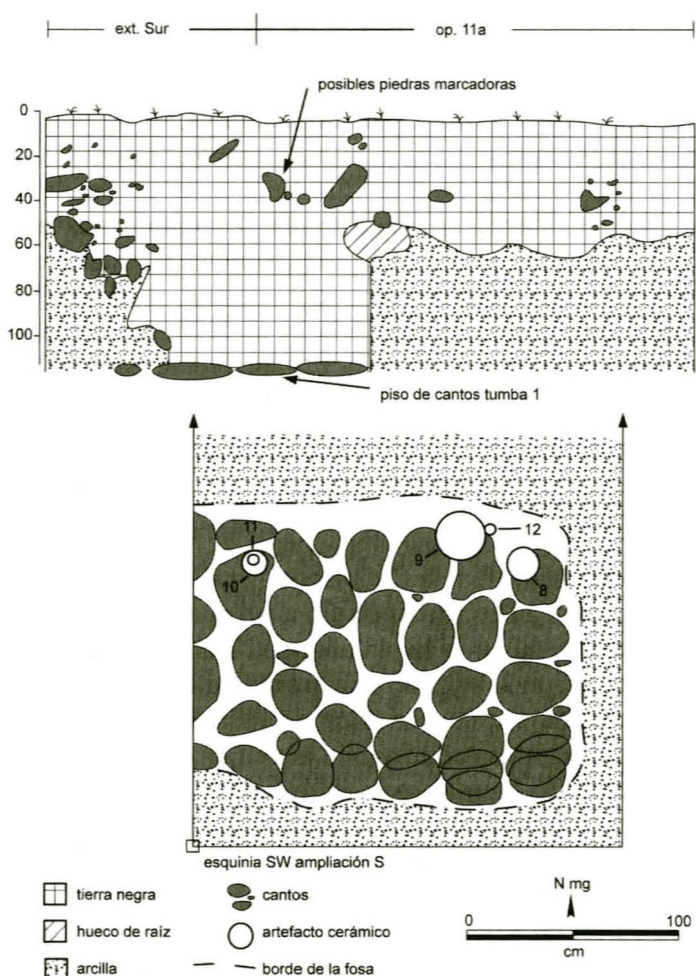 ext. Sur
op. 11a
posibles piedras marcadoras
0
20
40
60
80
100
piso de cantos tumba 1
11
10
9
12
8
esquinia SW ampliación S
tierra negra
cantos
hueco de raíz
artefacto cerámico
arcilla
borde de la fosa
N mg
0
100
cm